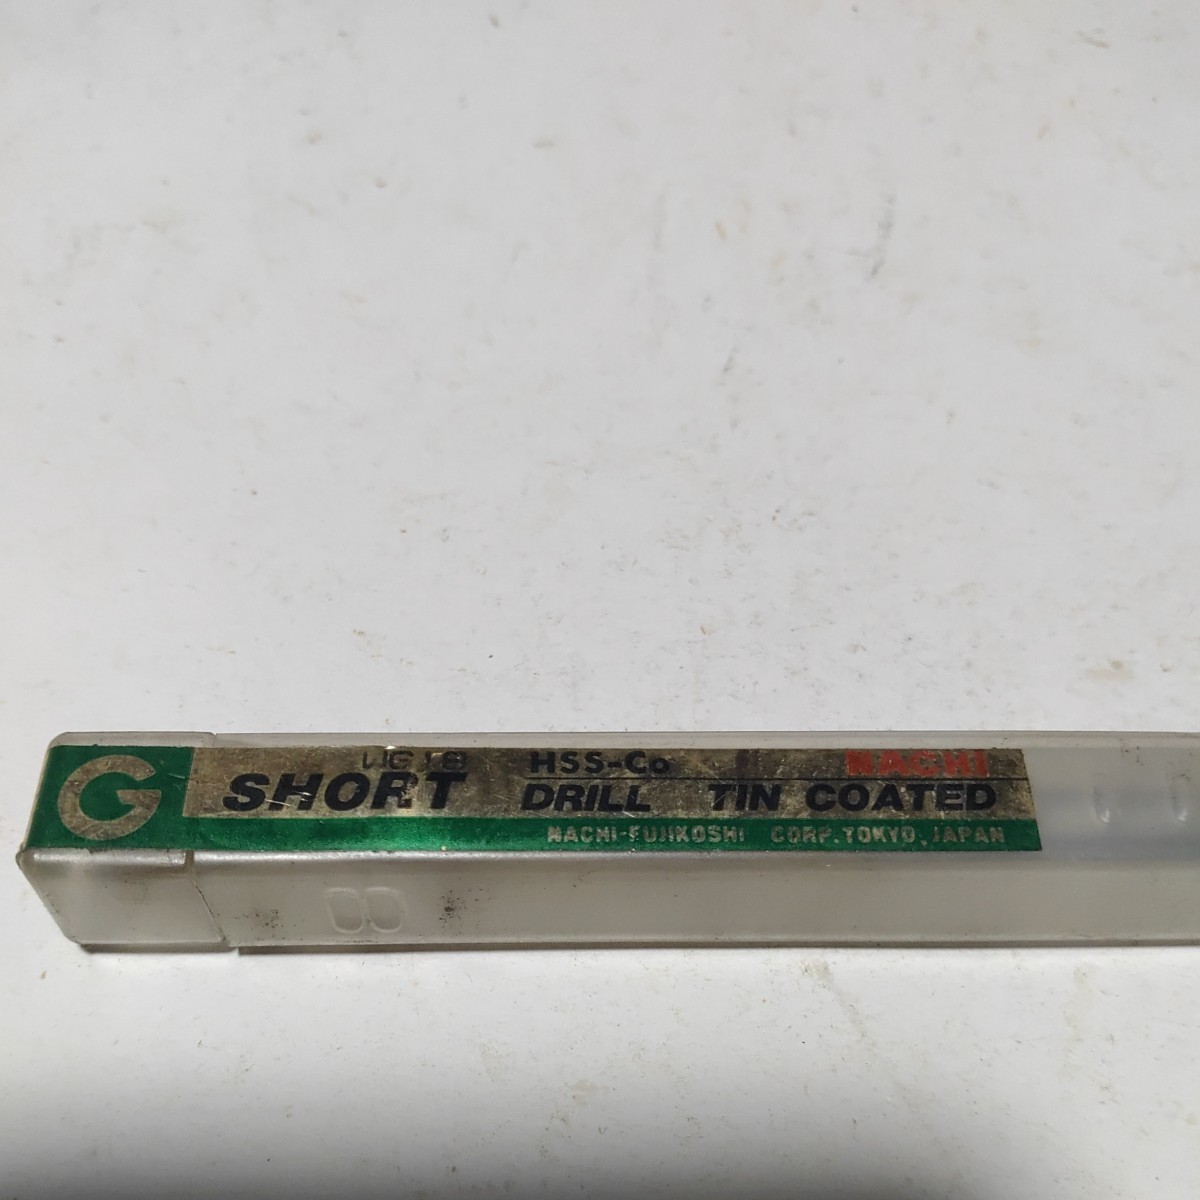 G
SHORT HSS-Co NACHI
DRILL TIN COATED
NACHI-FUJIKOSHI CORP. TOKYO, JAPAN